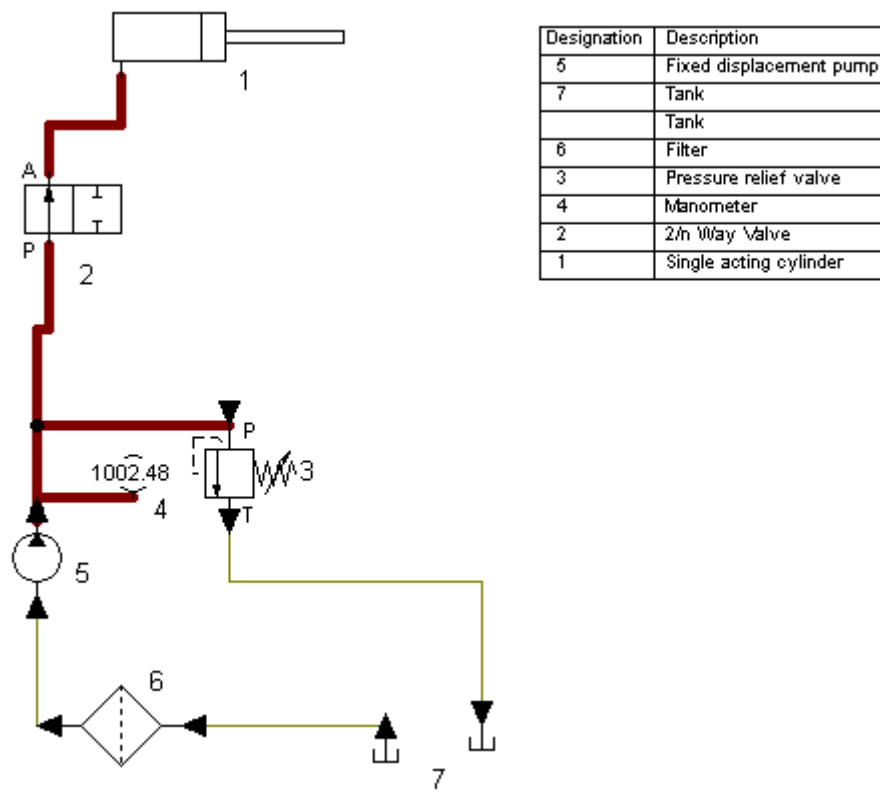 1
A
P
2
P
1002.48
3
4
T
5
6
7
Designation Description
5 Fixed displacement pump
7 Tank
Tank
6 Filter
3 Pressure relief valve
4 Manometer
2 2/n Way Valve
1 Single acting cylinder